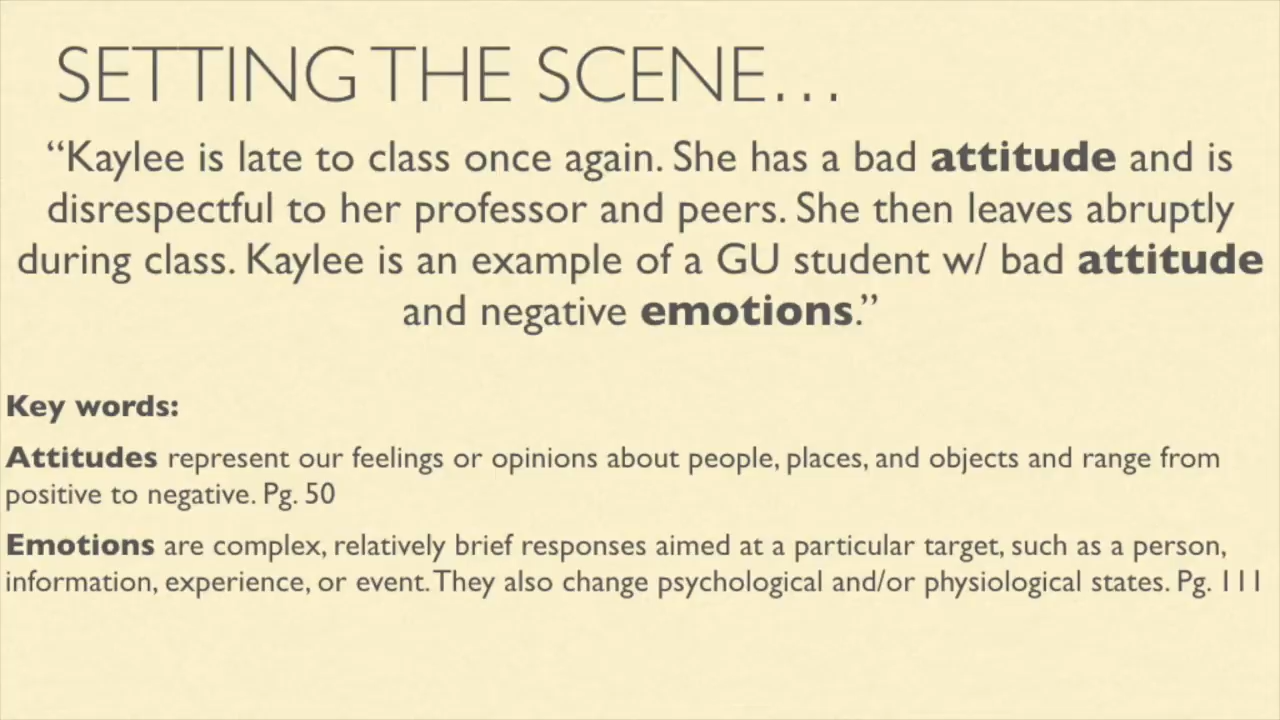 SETTING THE SCENE...
“Kaylee is late to class once again. She has a bad attitude and is
disrespectful to her professor and peers. She then leaves abruptly
during class. Kaylee is an example of a GU student w/ bad attitude
and negative emotions.”
Key words:
Attitudes represent our feelings or opinions about people, places, and objects and range from
positive to negative. Pg. 50
Emotions are complex, relatively brief responses aimed at a particular target, such as a person,
information, experience, or event. They also change psychological and/or physiological states. Pg. 111